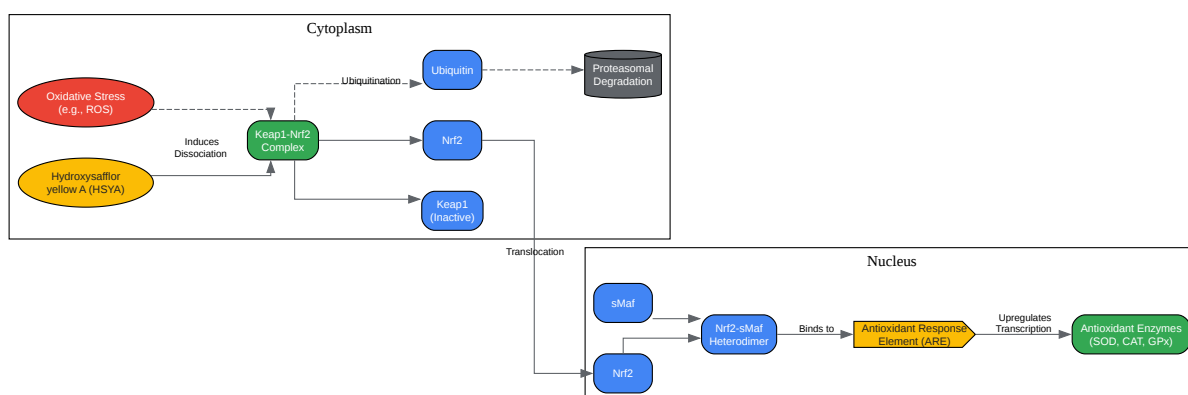 Cytoplasm
Oxidative Stress
(e.g., ROS)
Hydroxysafflor
yellow A (HSYA)
Induces
Dissociation
Keap1-Nrf2
Complex
Ubiquitination
Ubiquitin
Proteasomal
Degradation
Nrf2
Keap1
(Inactive)
Translocation
Nucleus
sMaf
Nrf2
Nrf2-sMaf
Heterodimer
Binds to
Antioxidant Response
Element (ARE)
Upregulates
Transcription
Antioxidant Enzymes
(SOD, CAT, GPx)